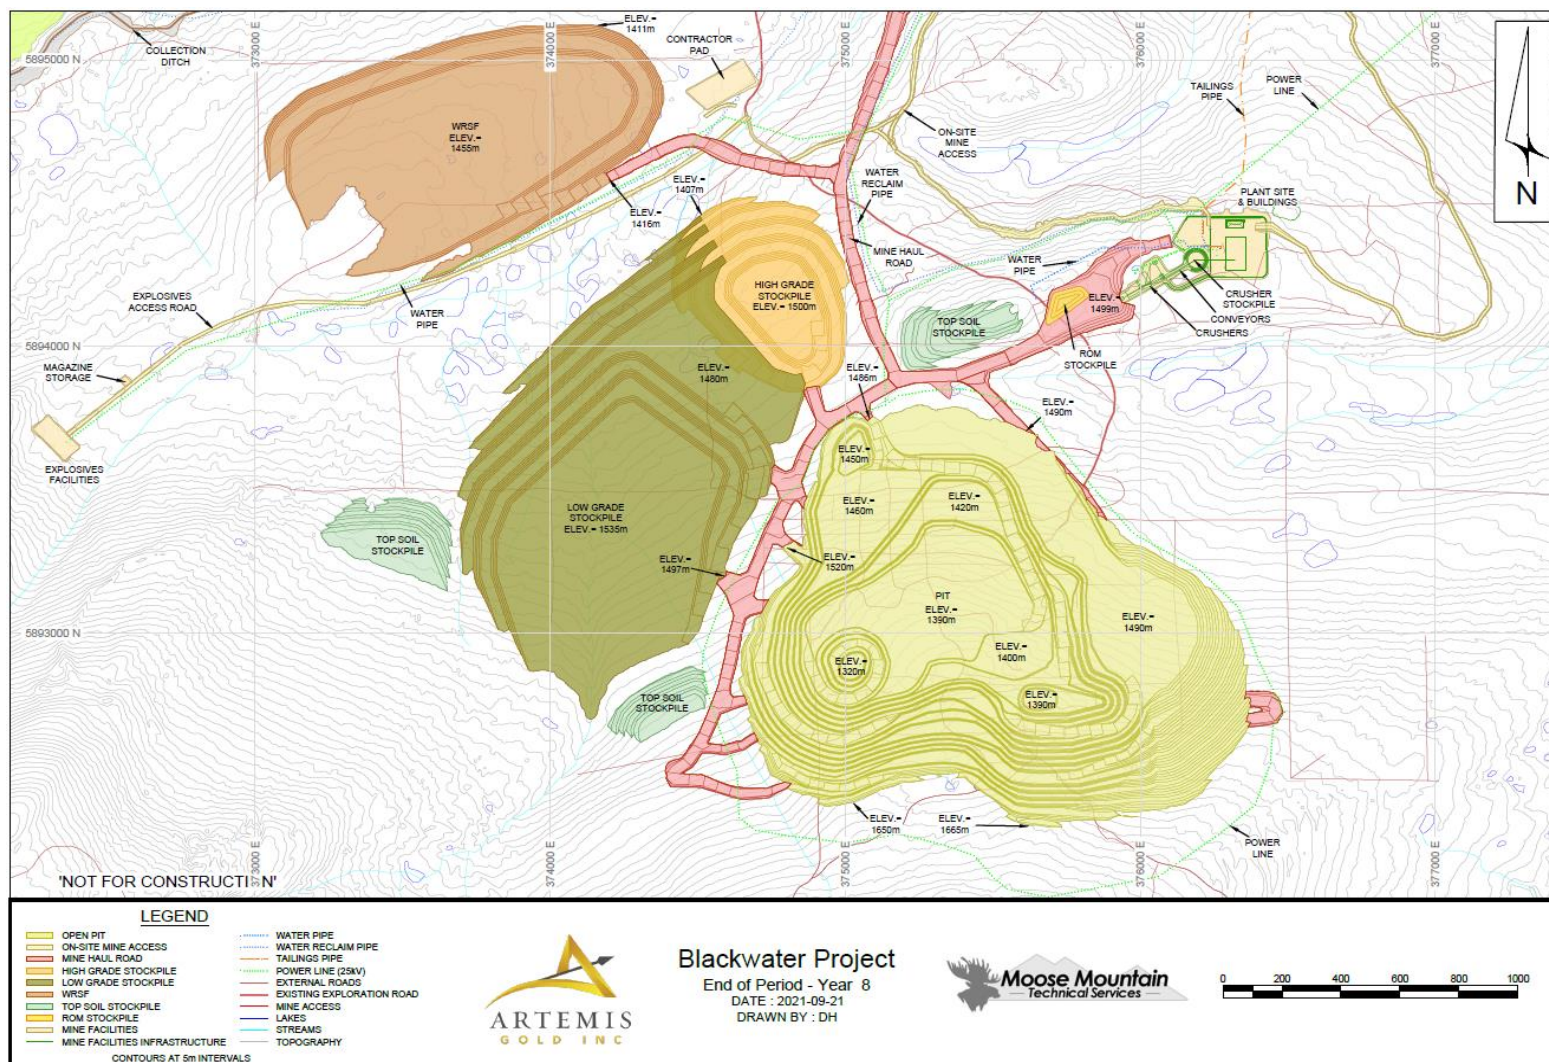 ELEV.=
1411m
CONTRACTOR
PAD
COLLECTION
DITCH
373000 E
374000 E
375000 E
376000 E
377000 E
5895000 N
TAILINGS
PIPE
POWER
LINE
WRSF
ELEV.=
1455m
ON-SITE
MINE
ACCESS
N
ELEV.=
1407m
WATER
RECLAIM
PIPE
PLANT SITE
& BUILDINGS
ELEV.=
1416m
MINE HAUL
ROAD
WATER
PIPE
HIGH GRADE
STOCKPILE
ELEV.= 1500m
ELEV.=
1499m
CRUSHER
STOCKPILE
CONVEYORS
CRUSHERS
EXPLOSIVES
ACCESS ROAD
WATER
PIPE
TOP SOIL
STOCKPILE
5894000 N
ROM
STOCKPILE
MAGAZINE
STORAGE
ELEV.=
1480m
ELEV.=
1486m
ELEV.=
1490m
EXPLOSIVES
FACILITIES
ELEV.=
1450m
ELEV.=
1460m
ELEV.=
1420m
LOW GRADE
STOCKPILE
ELEV.= 1535m
TOP SOIL
STOCKPILE
ELEV.=
1497m
ELEV.=
1520m
PIT
ELEV.=
1390m
ELEV.=
1490m
5893000 N
ELEV.=
1400m
ELEV.=
1320m
ELEV.=
1390m
TOP SOIL
STOCKPILE
ELEV.=
1650m
ELEV.=
1665m
POWER
LINE
373000 E
374000 E
375000 E
376000 E
377000 E
'NOT FOR CONSTRUCTI N'
LEGEND
OPEN PIT
ON-SITE MINE ACCESS
MINE HAUL ROAD
HIGH GRADE STOCKPILE
LOW GRADE STOCKPILE
WRSF
TOP SOIL STOCKPILE
ROM STOCKPILE
MINE FACILITIES
MINE FACILITIES INFRASTRUCTURE
WATER PIPE
WATER RECLAIM PIPE
TAILINGS PIPE
POWER LINE (25kV)
EXTERNAL ROADS
EXISTING EXPLORATION ROAD
MINE ACCESS
LAKES
STREAMS
TOPOGRAPHY
CONTOURS AT 5m INTERVALS
ARTEMIS
GOLD INC
Blackwater Project
End of Period - Year 8
DATE : 2021-09-21
DRAWN BY : DH
Moose Mountain
Technical Services
0 200 400 600 800 1000